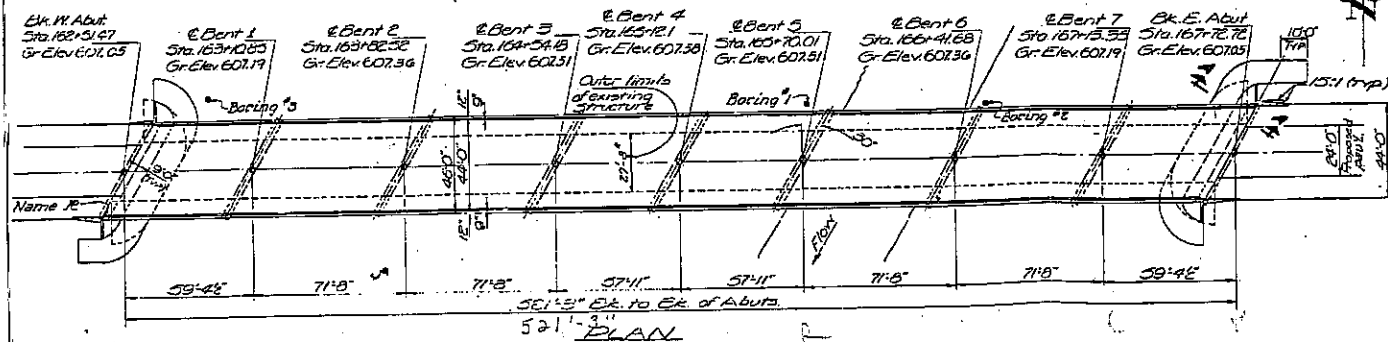 Bk. W. Abut.
Sta. 162+51.47
Gr. Elev. 607.05
℄ Bent 1
Sta. 163+10.85
Gr. Elev. 607.19
℄ Bent 2
Sta. 163+82.52
Gr. Elev. 607.36
℄ Bent 3
Sta. 164+54.18
Gr. Elev. 607.51
℄ Bent 4
Sta. 165+12.1
Gr. Elev. 607.58
℄ Bent 5
Sta. 165+70.01
Gr. Elev. 607.51
℄ Bent 6
Sta. 166+41.68
Gr. Elev. 607.36
℄ Bent 7
Sta. 167+13.35
Gr. Elev. 607.19
Bk. E. Abut
Sta. 167+72.72
Gr. Elev. 607.05
10'-0"
Typ
15:1 (typ)
Boring #3
Outer limits
of existing
structure
Boring #1
Boring #2
46'-0"
44'-0"
27'-8"
30°
24'-0"
Proposed
Pav't.
44'-0"
Name PL
Flow
59'-4½"
71'-8"
71'-8"
57'-11"
57'-11"
71'-8"
71'-8"
59'-4½"
521'-3" Bk. to Bk. of Abuts.
521'-3"
PLAN